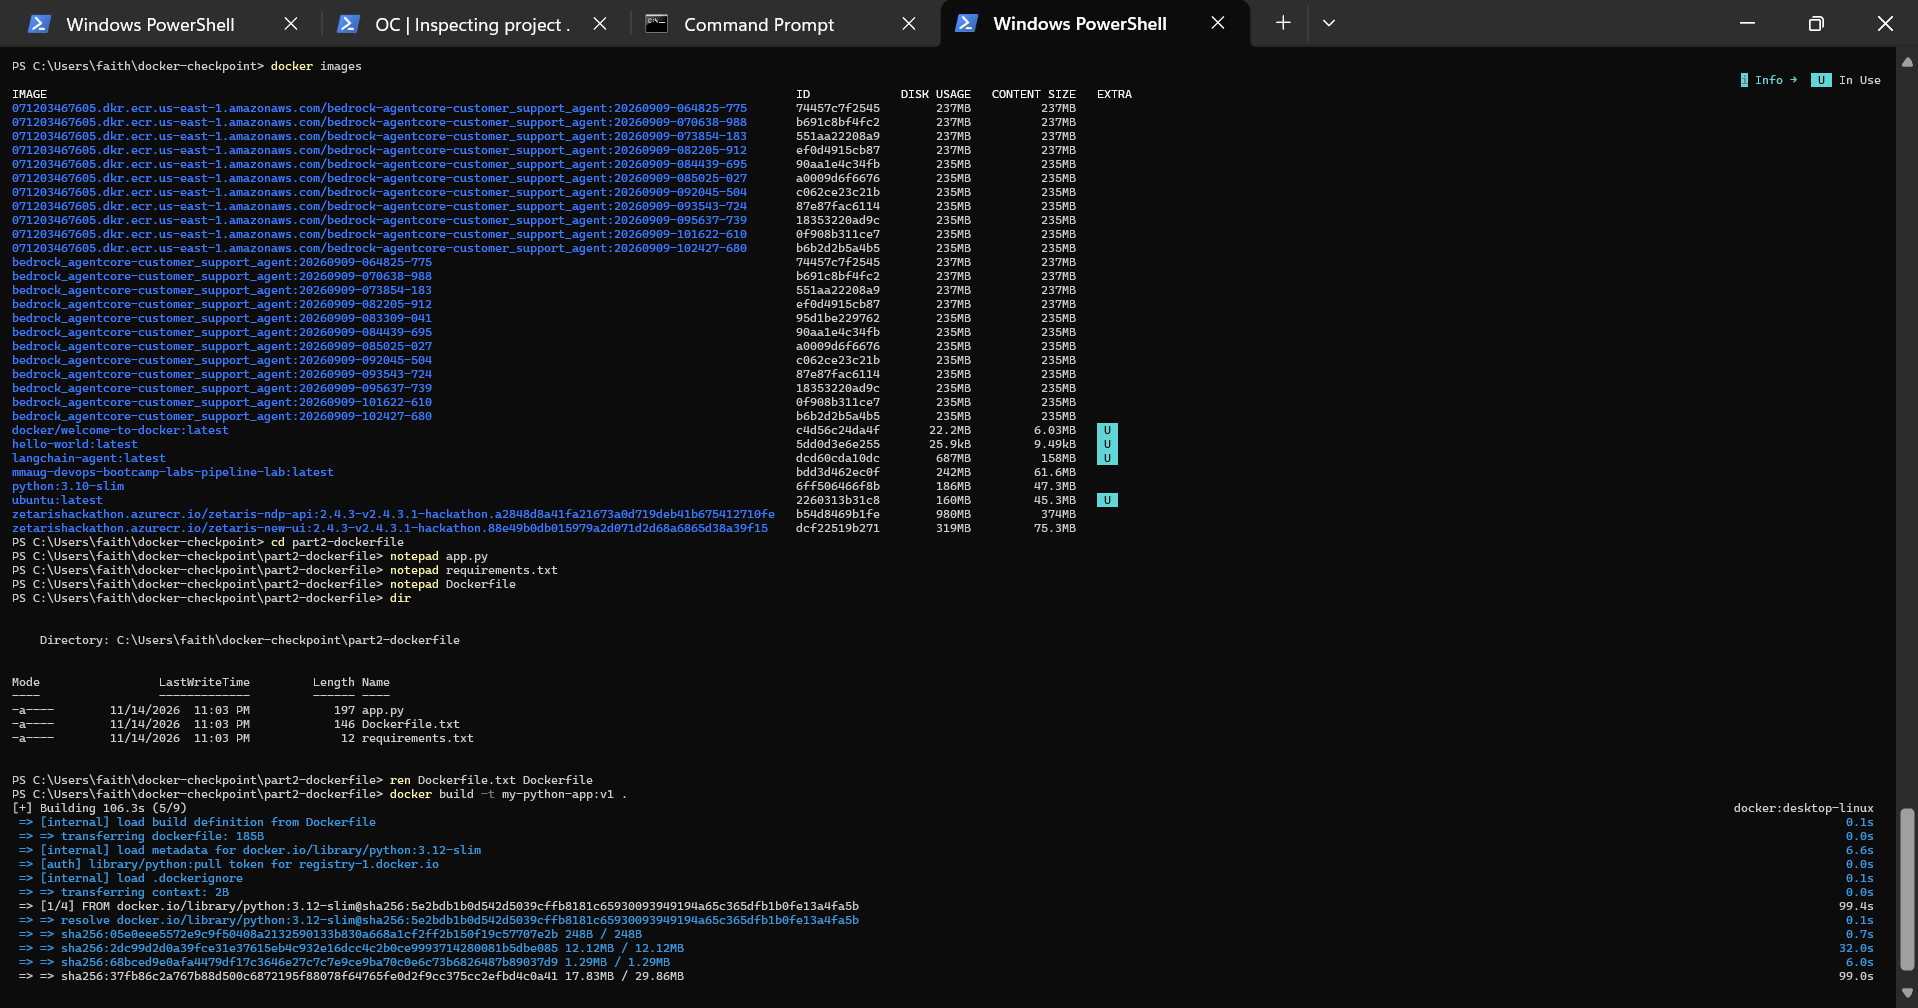 Windows PowerShell
OC | Inspecting project .
Command Prompt
Windows PowerShell
PS C:\Users\faith\docker-checkpoint> docker images
i Info → U In Use
IMAGE ID DISK USAGE CONTENT SIZE EXTRA
071203467605.dkr.ecr.us-east-1.amazonaws.com/bedrock-agentcore-customer_support_agent:20260909-064825-775 74457c7f2545 237MB 237MB
071203467605.dkr.ecr.us-east-1.amazonaws.com/bedrock-agentcore-customer_support_agent:20260909-070638-988 b691c8bf4fc2 237MB 237MB
071203467605.dkr.ecr.us-east-1.amazonaws.com/bedrock-agentcore-customer_support_agent:20260909-073854-183 551aa22208a9 237MB 237MB
071203467605.dkr.ecr.us-east-1.amazonaws.com/bedrock-agentcore-customer_support_agent:20260909-082205-912 ef0d4915cb87 237MB 237MB
071203467605.dkr.ecr.us-east-1.amazonaws.com/bedrock-agentcore-customer_support_agent:20260909-084439-695 90aa1e4c34fb 235MB 235MB
071203467605.dkr.ecr.us-east-1.amazonaws.com/bedrock-agentcore-customer_support_agent:20260909-085025-027 a0009d6f6676 235MB 235MB
071203467605.dkr.ecr.us-east-1.amazonaws.com/bedrock-agentcore-customer_support_agent:20260909-092045-504 c062ce23c21b 235MB 235MB
071203467605.dkr.ecr.us-east-1.amazonaws.com/bedrock-agentcore-customer_support_agent:20260909-093543-724 87e87fac6114 235MB 235MB
071203467605.dkr.ecr.us-east-1.amazonaws.com/bedrock-agentcore-customer_support_agent:20260909-095637-739 18353220ad9c 235MB 235MB
071203467605.dkr.ecr.us-east-1.amazonaws.com/bedrock-agentcore-customer_support_agent:20260909-101622-610 0f908b311ce7 235MB 235MB
071203467605.dkr.ecr.us-east-1.amazonaws.com/bedrock-agentcore-customer_support_agent:20260909-102427-680 b6b2d2b5a4b5 235MB 235MB
bedrock_agentcore-customer_support_agent:20260909-064825-775 74457c7f2545 237MB 237MB
bedrock_agentcore-customer_support_agent:20260909-070638-988 b691c8bf4fc2 237MB 237MB
bedrock_agentcore-customer_support_agent:20260909-073854-183 551aa22208a9 237MB 237MB
bedrock_agentcore-customer_support_agent:20260909-082205-912 ef0d4915cb87 237MB 237MB
bedrock_agentcore-customer_support_agent:20260909-083309-041 95d1be229762 235MB 235MB
bedrock_agentcore-customer_support_agent:20260909-084439-695 90aa1e4c34fb 235MB 235MB
bedrock_agentcore-customer_support_agent:20260909-085025-027 a0009d6f6676 235MB 235MB
bedrock_agentcore-customer_support_agent:20260909-092045-504 c062ce23c21b 235MB 235MB
bedrock_agentcore-customer_support_agent:20260909-093543-724 87e87fac6114 235MB 235MB
bedrock_agentcore-customer_support_agent:20260909-095637-739 18353220ad9c 235MB 235MB
bedrock_agentcore-customer_support_agent:20260909-101622-610 0f908b311ce7 235MB 235MB
bedrock_agentcore-customer_support_agent:20260909-102427-680 b6b2d2b5a4b5 235MB 235MB
docker/welcome-to-docker:latest c4d56c24da4f 22.2MB 6.03MB U
hello-world:latest 5dd0d3e6e255 25.9kB 9.49kB U
langchain-agent:latest dcd60cda10dc 687MB 158MB U
mmaug-devops-bootcamp-labs-pipeline-lab:latest bdd3d462ec0f 242MB 61.6MB
python:3.10-slim 6ff506466f8b 186MB 47.3MB
ubuntu:latest 2260313b31c8 160MB 45.3MB U
zetarishackathon.azurecr.io/zetaris-ndp-api:2.4.3-v2.4.3.1-hackathon.a2848d8a41fa21673a0d719deb41b675412710fe b54d8469b1fe 980MB 374MB
zetarishackathon.azurecr.io/zetaris-new-ui:2.4.3-v2.4.3.1-hackathon.88e49b0db015979a2d071d2d68a6865d38a39f15 dcf22519b271 319MB 75.3MB
PS C:\Users\faith\docker-checkpoint> cd part2-dockerfile
PS C:\Users\faith\docker-checkpoint\part2-dockerfile> notepad app.py
PS C:\Users\faith\docker-checkpoint\part2-dockerfile> notepad requirements.txt
PS C:\Users\faith\docker-checkpoint\part2-dockerfile> notepad Dockerfile
PS C:\Users\faith\docker-checkpoint\part2-dockerfile> dir
Directory: C:\Users\faith\docker-checkpoint\part2-dockerfile
Mode LastWriteTime Length Name
---- ------------- ------ ----
-a---- 11/14/2026 11:03 PM 197 app.py
-a---- 11/14/2026 11:03 PM 146 Dockerfile.txt
-a---- 11/14/2026 11:03 PM 12 requirements.txt
PS C:\Users\faith\docker-checkpoint\part2-dockerfile> ren Dockerfile.txt Dockerfile
PS C:\Users\faith\docker-checkpoint\part2-dockerfile> docker build -t my-python-app:v1 .
[+] Building 106.3s (5/9) docker:desktop-linux
=> [internal] load build definition from Dockerfile 0.1s
=> => transferring dockerfile: 185B 0.0s
=> [internal] load metadata for docker.io/library/python:3.12-slim 6.6s
=> [auth] library/python:pull token for registry-1.docker.io 0.0s
=> [internal] load .dockerignore 0.1s
=> => transferring context: 2B 0.0s
=> [1/4] FROM docker.io/library/python:3.12-slim@sha256:5e2bdb1b0d542d5039cffb8181c65930093949194a65c365dfb1b0fe13a4fa5b 99.4s
=> => resolve docker.io/library/python:3.12-slim@sha256:5e2bdb1b0d542d5039cffb8181c65930093949194a65c365dfb1b0fe13a4fa5b 0.1s
=> => sha256:05e0eee5572e9c9f50408a2132590133b830a668a1cf2ff2b150f19c57707e2b 248B / 248B 0.7s
=> => sha256:2dc99d2d0a39fce31e37615eb4c932e16dcc4c2b0ce9993714280081b5dbe085 12.12MB / 12.12MB 32.0s
=> => sha256:68bced9e0afa4479df17c3646e27c7c7e9ce9ba70c0e6c73b6826487b89037d9 1.29MB / 1.29MB 6.0s
=> => sha256:37fb86c2a767b88d500c6872195f88078f64765fe0d2f9cc375cc2efbd4c0a41 17.83MB / 29.86MB 99.0s